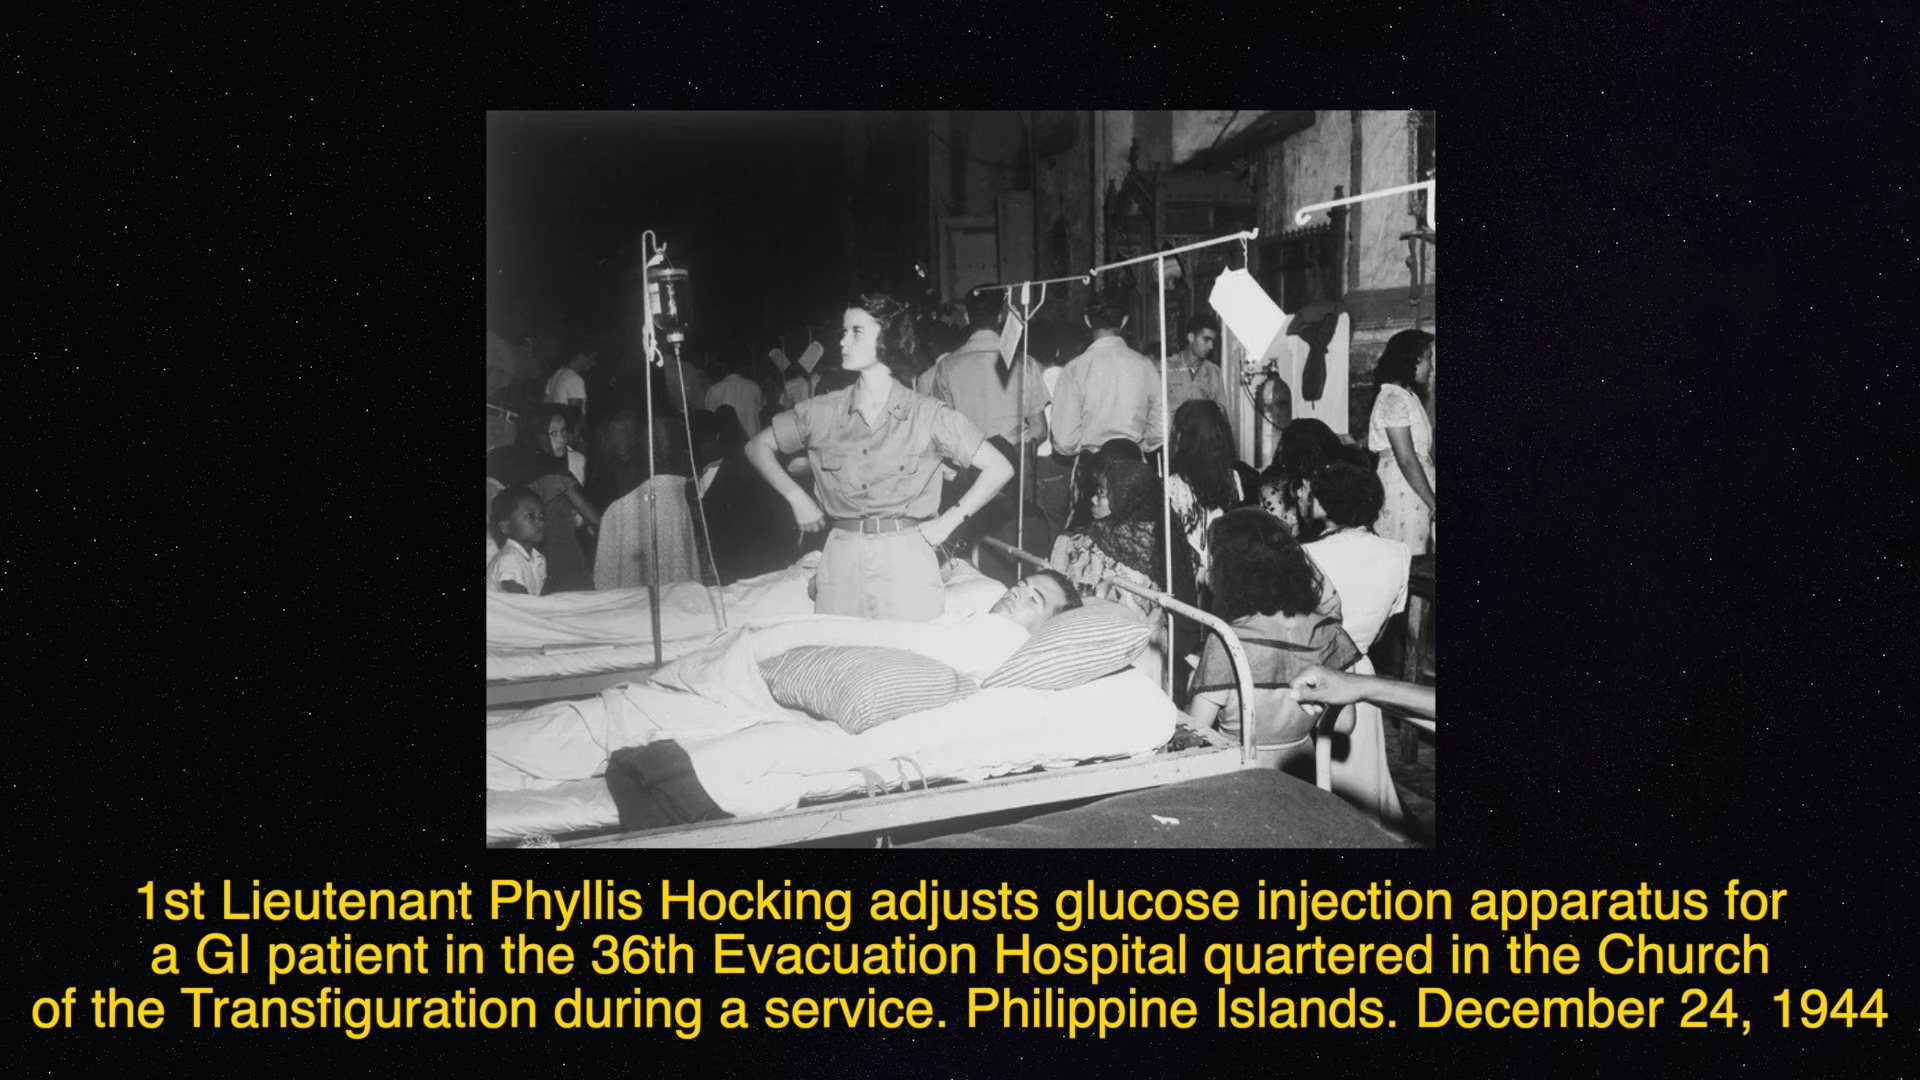 1st Lieutenant Phyllis Hocking adjusts glucose injection apparatus for
a GI patient in the 36th Evacuation Hospital quartered in the Church
of the Transfiguration during a service. Philippine Islands. December 24, 1944